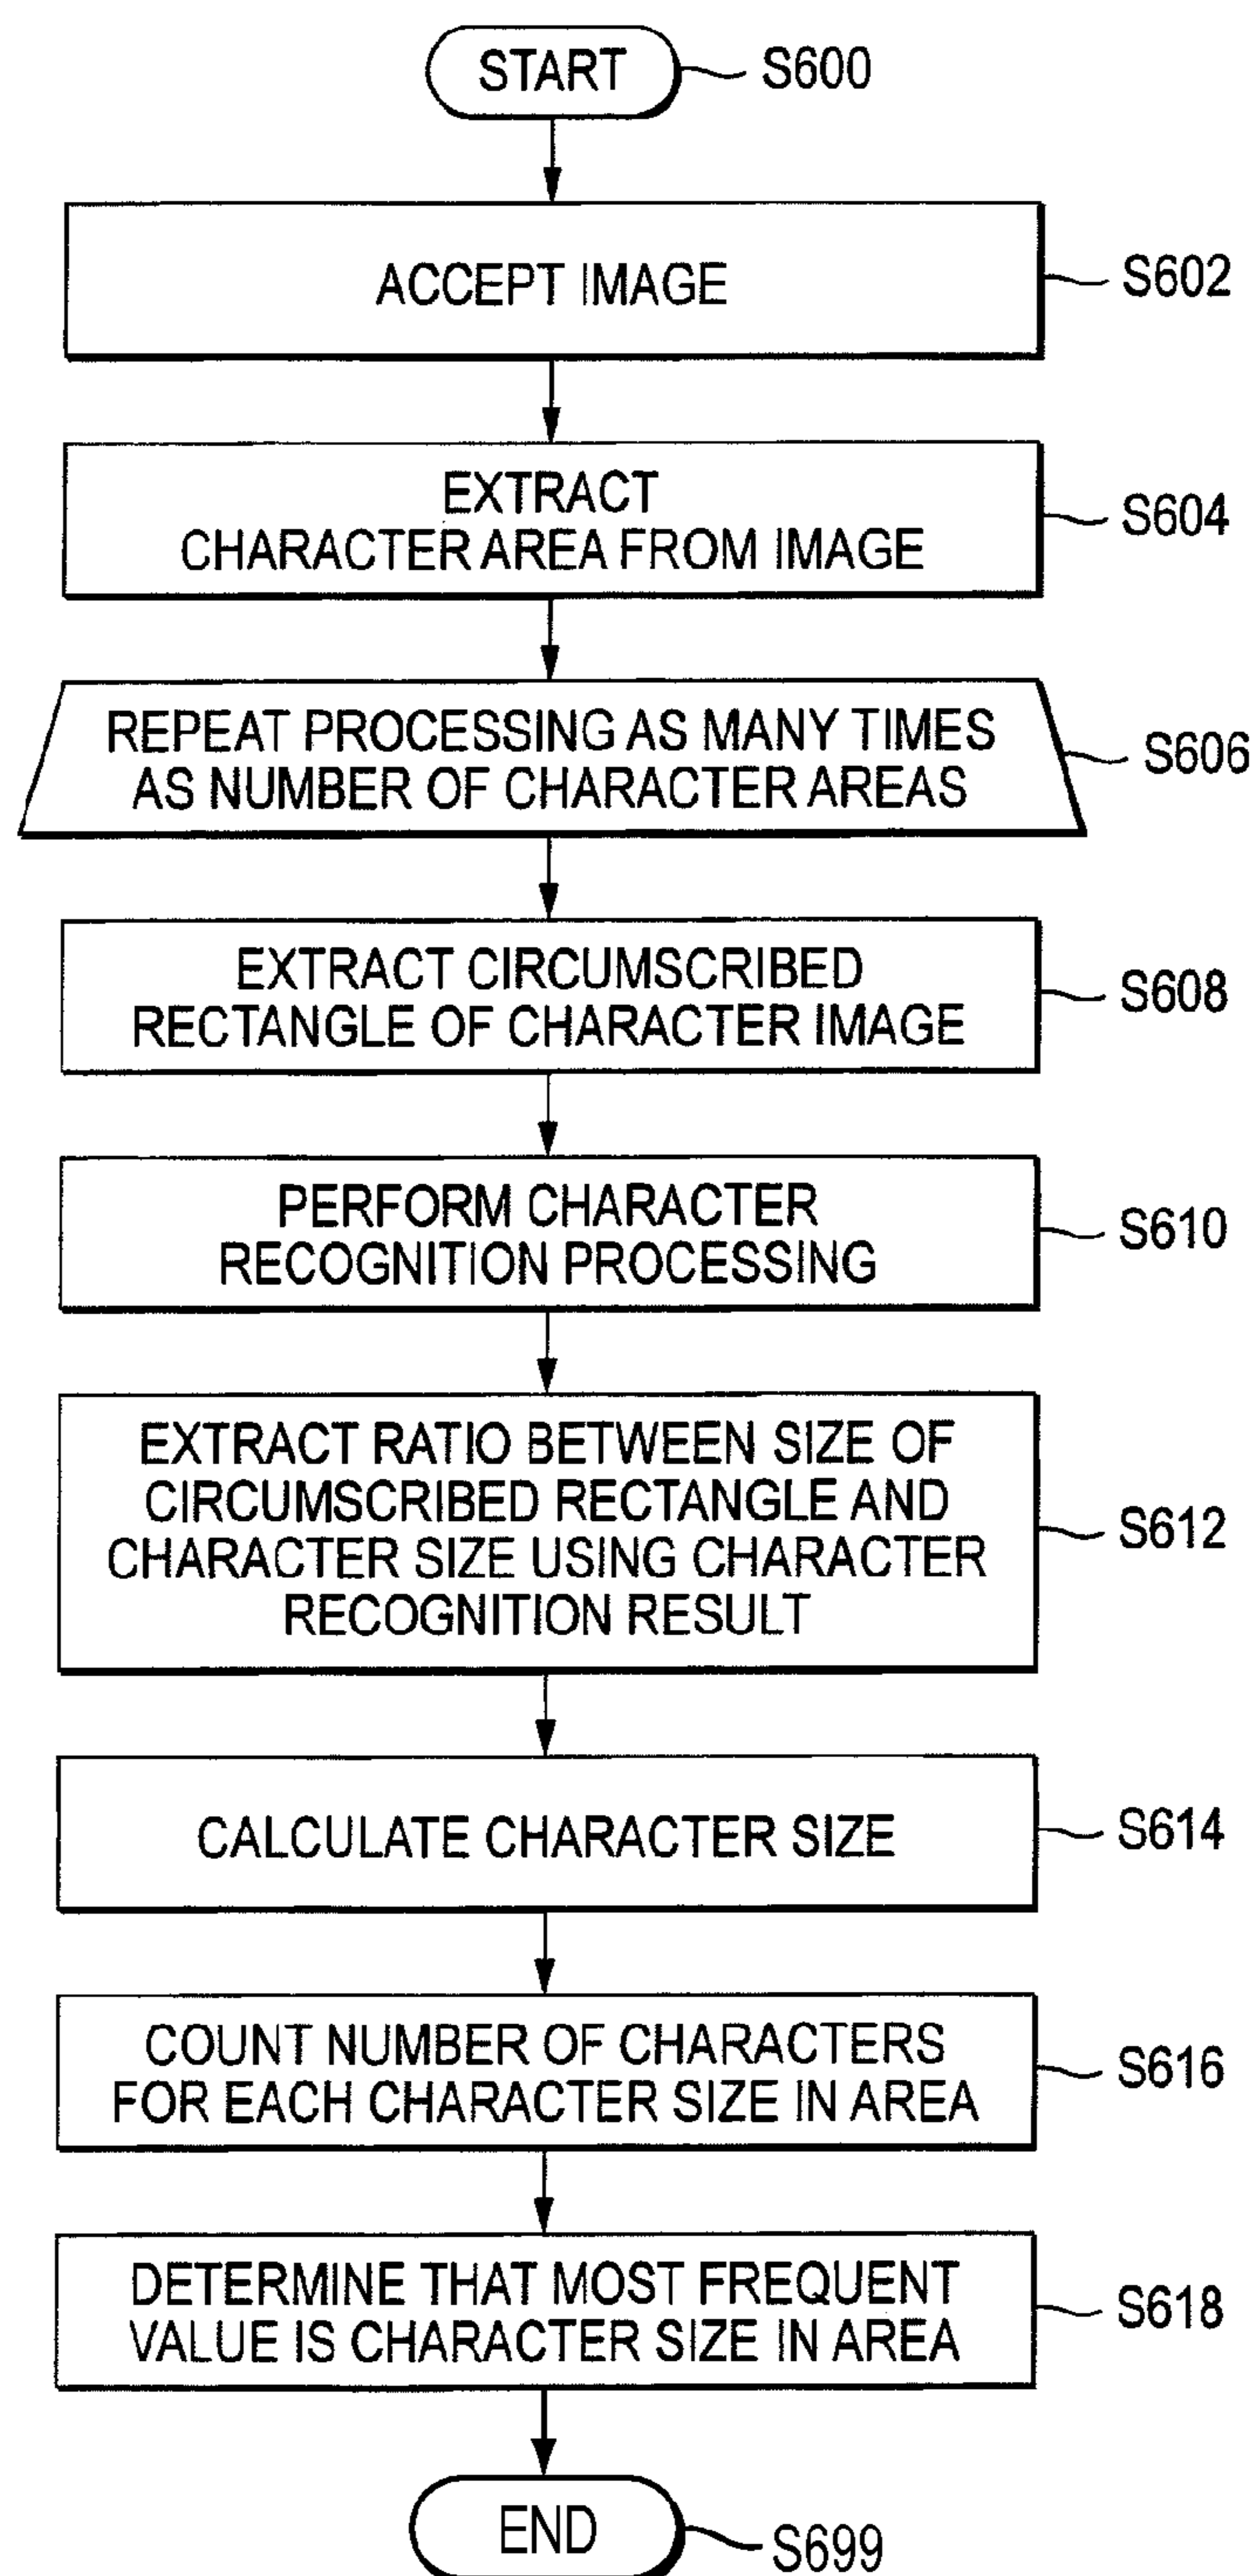 START
S600
ACCEPT IMAGE
S602
EXTRACT
CHARACTER AREA FROM IMAGE
S604
REPEAT PROCESSING AS MANY TIMES
AS NUMBER OF CHARACTER AREAS
S606
EXTRACT CIRCUMSCRIBED
RECTANGLE OF CHARACTER IMAGE
S608
PERFORM CHARACTER
RECOGNITION PROCESSING
S610
EXTRACT RATIO BETWEEN SIZE OF
CIRCUMSCRIBED RECTANGLE AND
CHARACTER SIZE USING CHARACTER
RECOGNITION RESULT
S612
CALCULATE CHARACTER SIZE
S614
COUNT NUMBER OF CHARACTERS
FOR EACH CHARACTER SIZE IN AREA
S616
DETERMINE THAT MOST FREQUENT
VALUE IS CHARACTER SIZE IN AREA
S618
END
S699